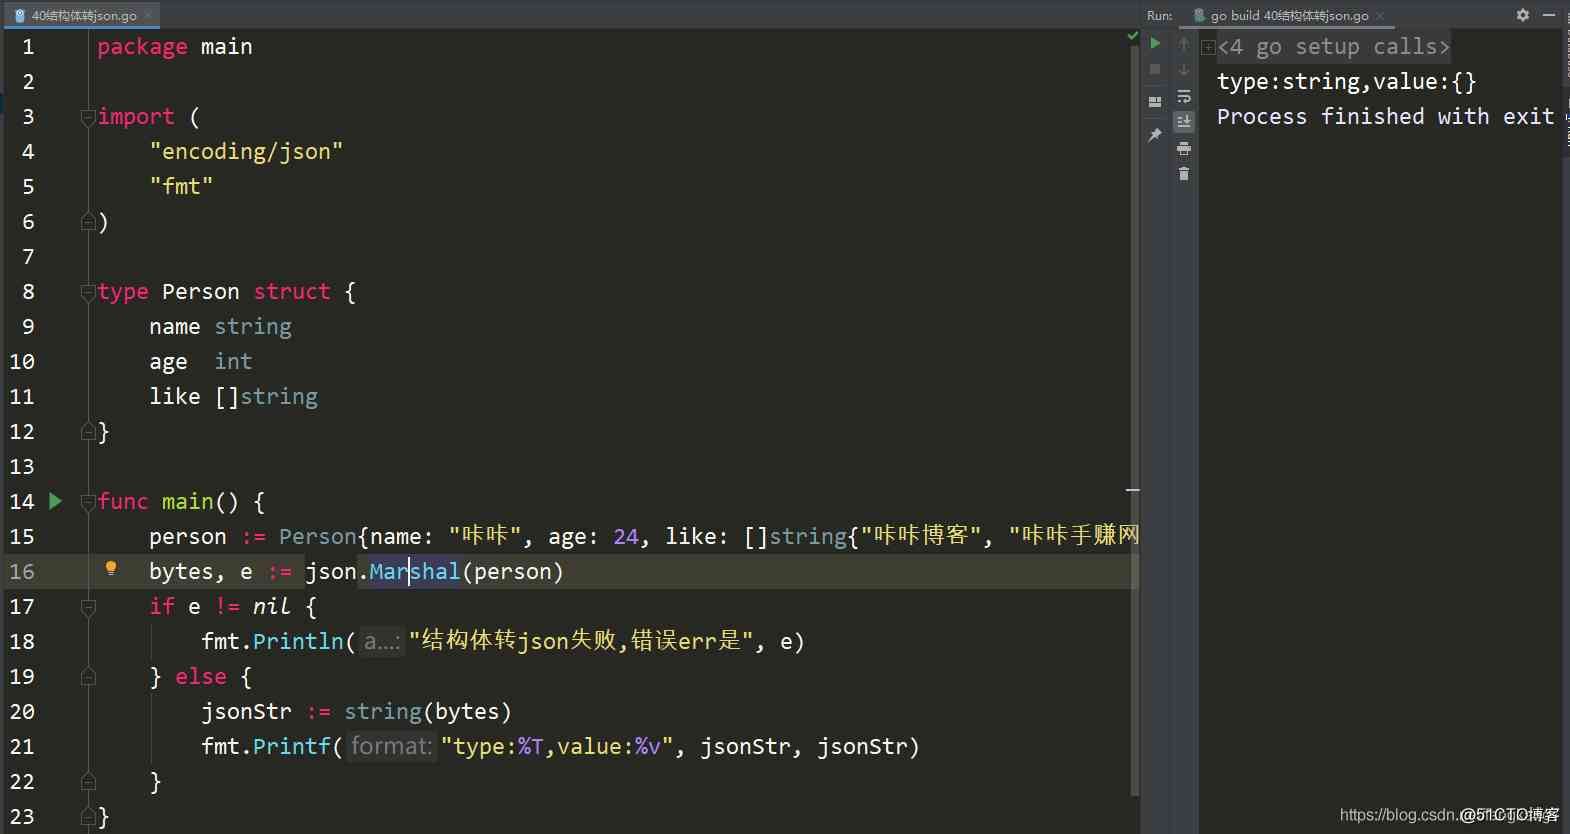 40结构体转json.go
Run: go build 40结构体转json.go
1 package main
2
3 import (
4 "encoding/json"
5 "fmt"
6 )
7
8 type Person struct {
9 name string
10 age int
11 like []string
12 }
13
14 func main() {
15 person := Person{name: "咔咔", age: 24, like: []string{"咔咔博客", "咔咔手赚网
16 bytes, e := json.Marshal(person)
17 if e != nil {
18 fmt.Println( a...: "结构体转json失败,错误err是", e)
19 } else {
20 jsonStr := string(bytes)
21 fmt.Printf( format: "type:%T,value:%v", jsonStr, jsonStr)
22 }
23 }
<4 go setup calls>
type:string,value:{}
Process finished with exit
https://blog.csdn.
@51CTO博客